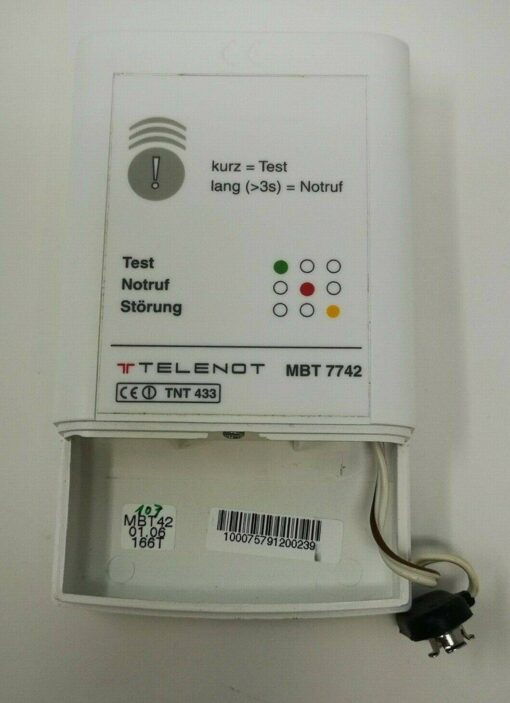 kurz = Test
lang (>3s) = Notruf
Test
Notruf
Störung
TELENOT MBT 7742
CE TNT 433
103
MBT42
01.06
166T
100075791200239